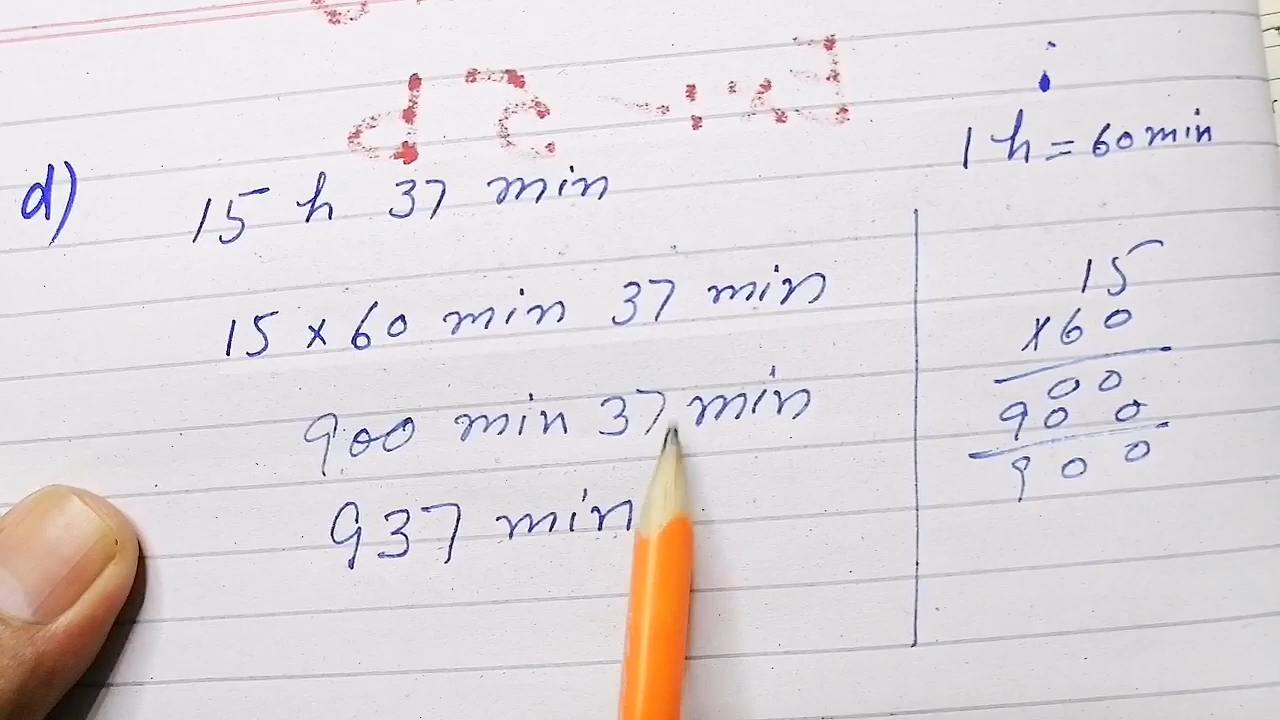 d) 15 h 37 min
1 h = 60 min
15 × 60 min 37 min
900 min 37 min
937 min
15
×60
00
900
900